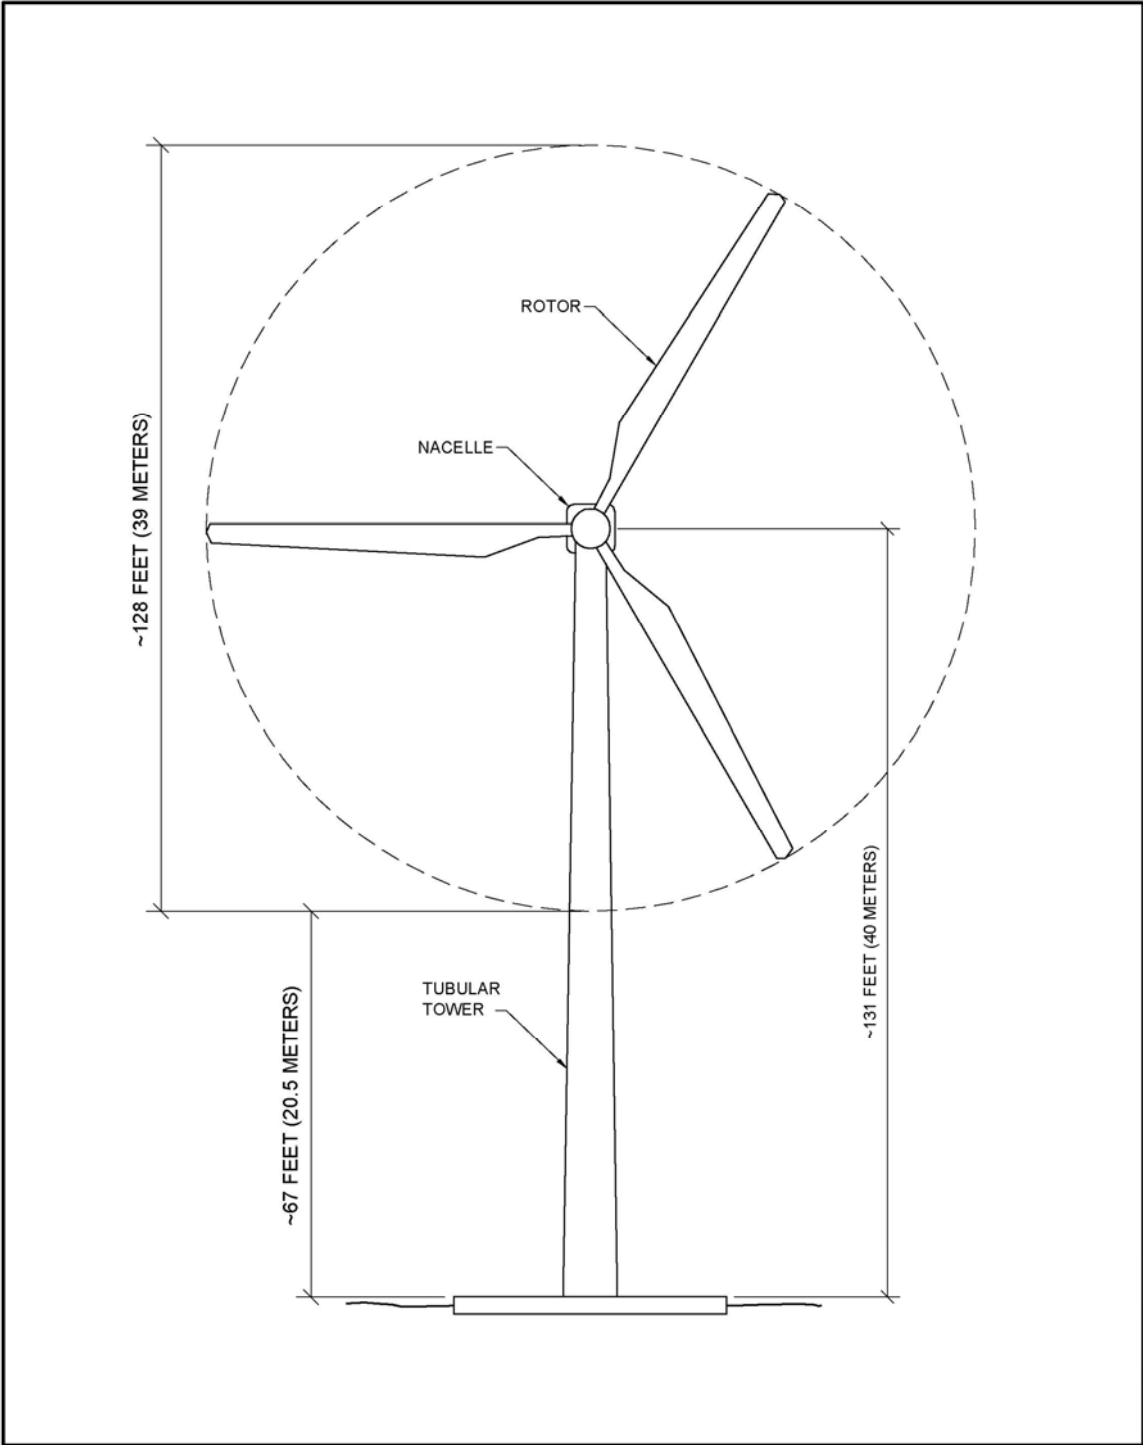 ROTOR
NACELLE
~128 FEET (39 METERS)
~131 FEET (40 METERS)
TUBULAR
TOWER
~67 FEET (20.5 METERS)